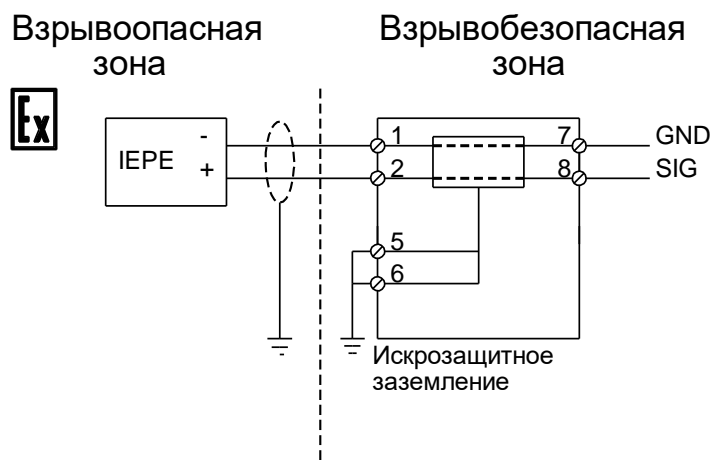 Взрывоопасная
зона
Взрывобезопасная
зона
Ex
IEPE
-
+
1
2
5
6
7
8
GND
SIG
Искрозащитное
заземление